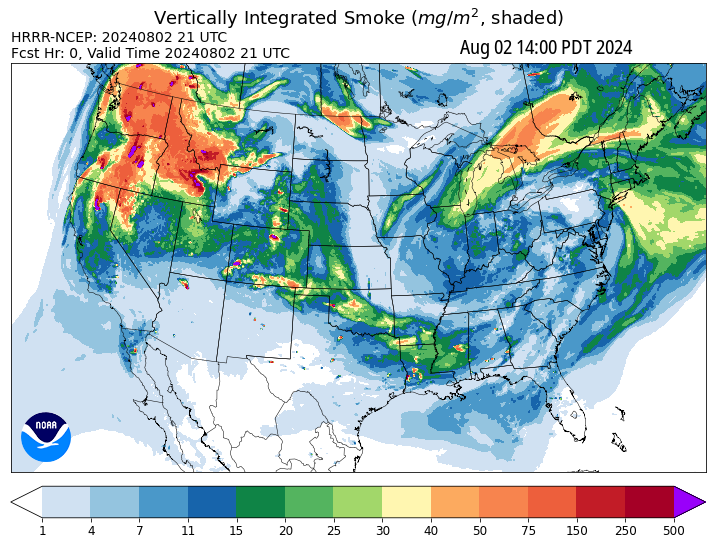 Vertically Integrated Smoke (mg/m², shaded)
HRRR-NCEP: 20240802 21 UTC
Fcst Hr: 0, Valid Time 20240802 21 UTC
Aug 02 14:00 PDT 2024
NOAA
1 4 7 11 15 20 25 30 40 50 75 150 250 500